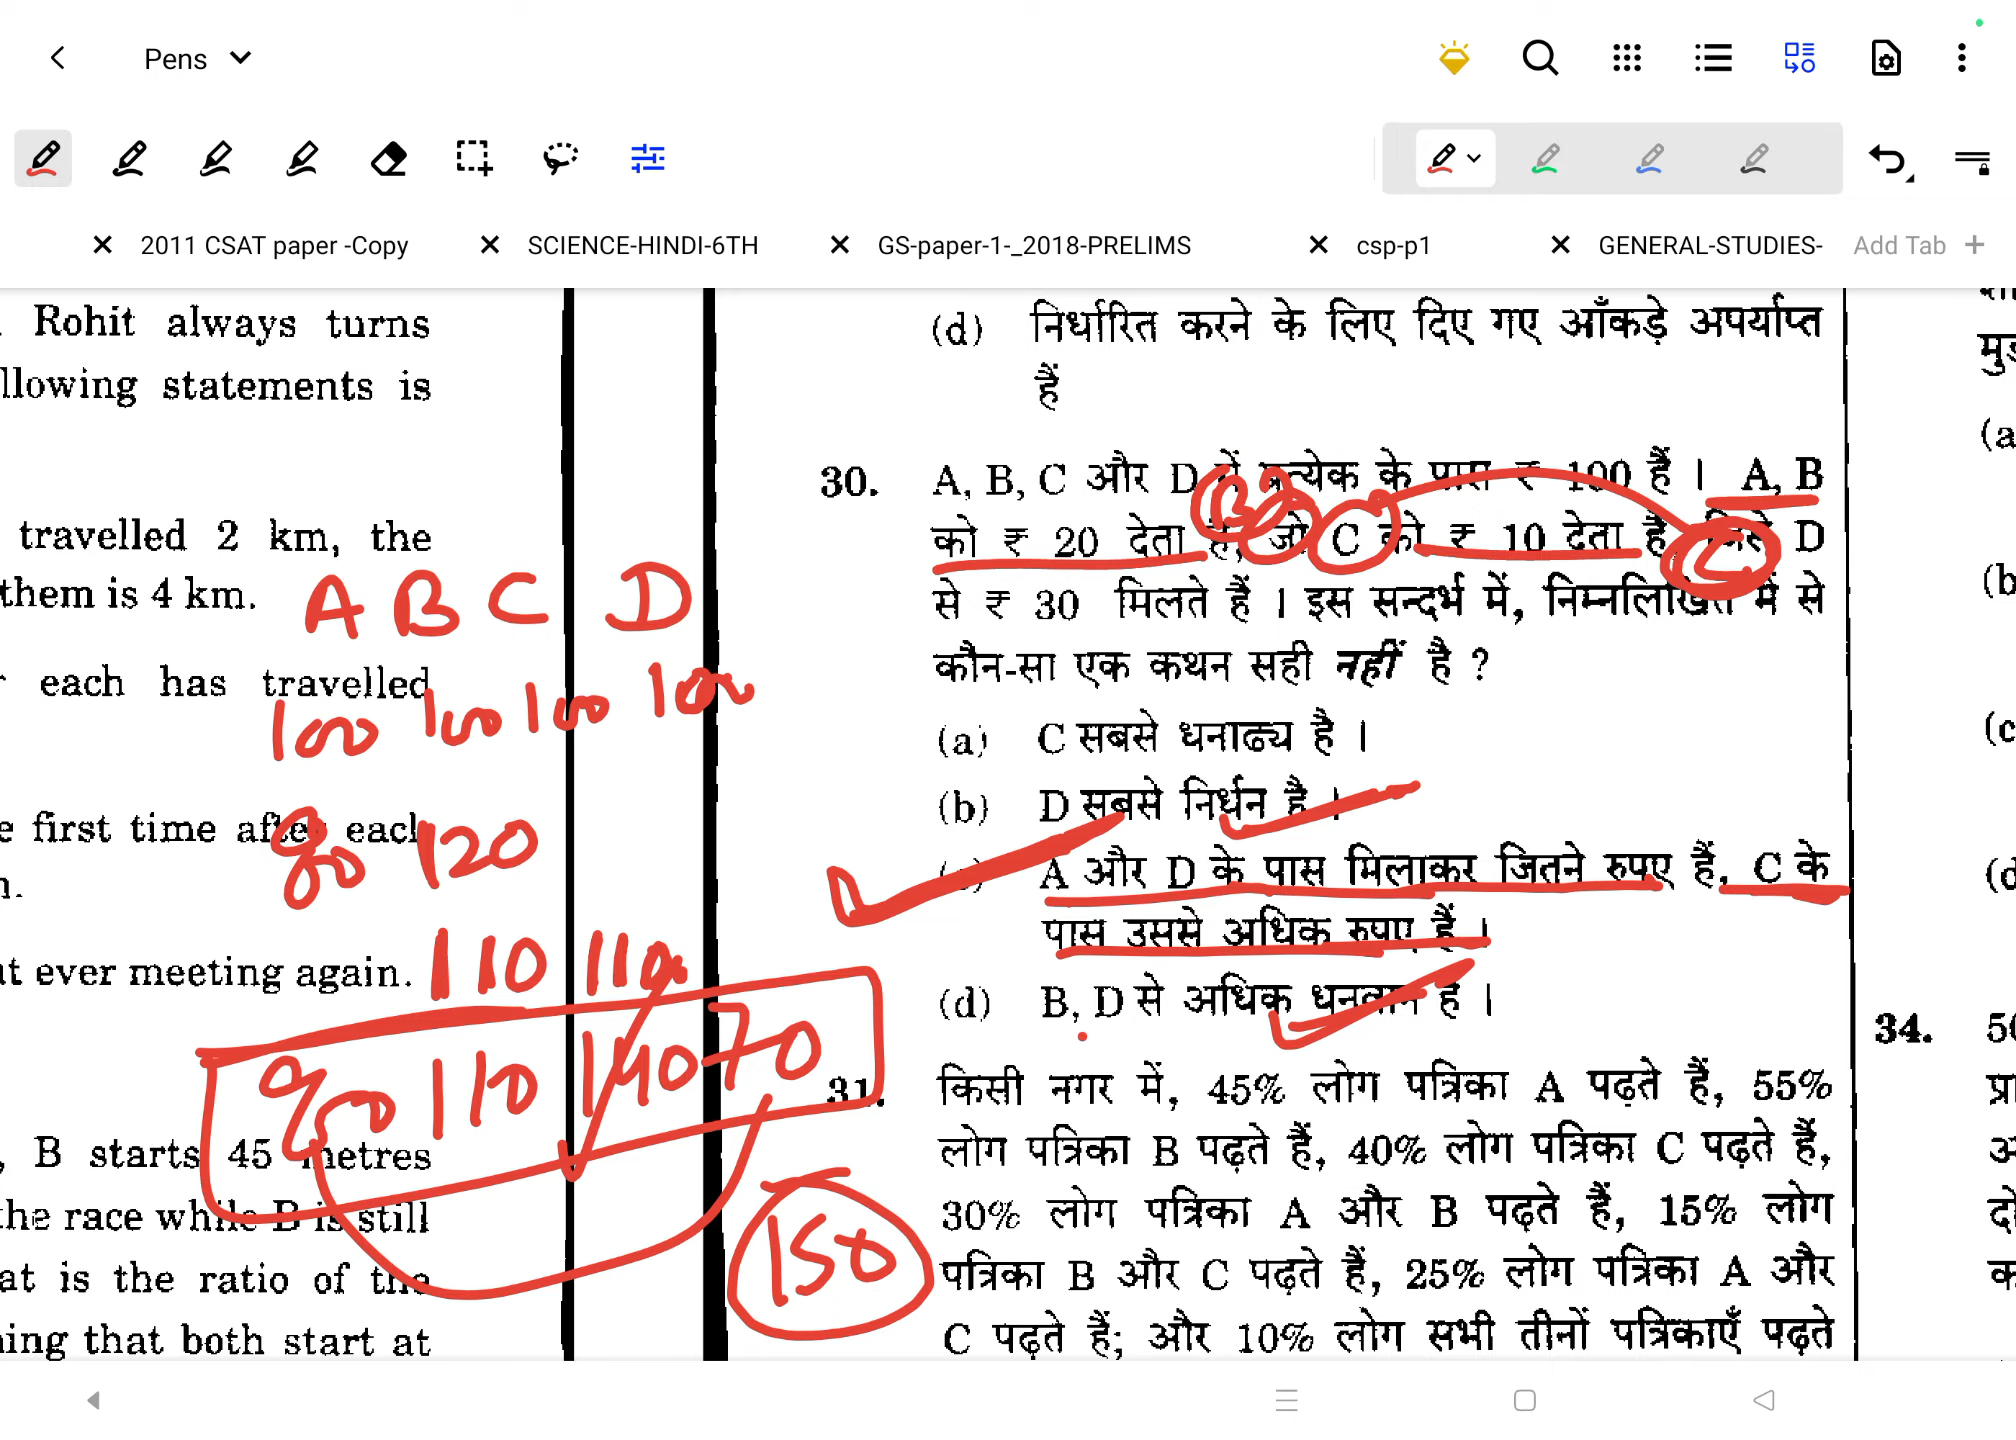 Pens
2011 CSAT paper -Copy
SCIENCE-HINDI-6TH
GS-paper-1-_2018-PRELIMS
csp-p1
GENERAL-STUDIES-
Add Tab +
Rohit always turns
llowing statements is
travelled 2 km, the
them is 4 km.
A B C D
each has travelled
100 100 100 100
e first time after each
80 120
n.
at ever meeting again.
110 110
80 110 140 70
, B starts 45 metres
the race while B is still
150
at is the ratio of the
ning that both start at
(d) निर्धारित करने के लिए दिए गए आँकड़े अपर्याप्त
हैं
30. A, B, C और D में प्रत्येक के पास ₹ 100 हैं । A, B
को ₹ 20 देता है, जो C को ₹ 10 देता है, जिसे D
B C
से ₹ 30 मिलते हैं । इस सन्दर्भ में, निम्नलिखित में से
कौन-सा एक कथन सही नहीं है ?
(a) C सबसे धनाढ्य है ।
(b) D सबसे निर्धन है ।
(c) A और D के पास मिलाकर जितने रुपए हैं, C के
पास उससे अधिक रुपए हैं ।
(d) B, D से अधिक धनवान है ।
31. किसी नगर में, 45% लोग पत्रिका A पढ़ते हैं, 55%
लोग पत्रिका B पढ़ते हैं, 40% लोग पत्रिका C पढ़ते हैं,
30% लोग पत्रिका A और B पढ़ते हैं, 15% लोग
पत्रिका B और C पढ़ते हैं, 25% लोग पत्रिका A और
C पढ़ते हैं; और 10% लोग सभी तीनों पत्रिकाएँ पढ़ते
(a
(b
(c
(d
34.